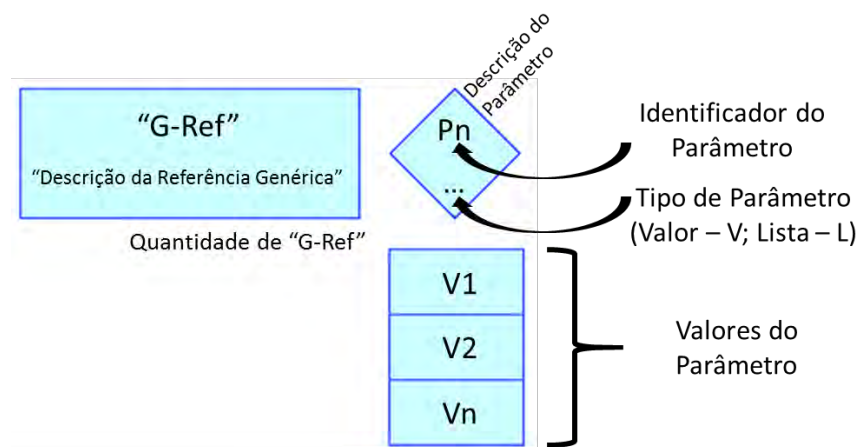 “G-Ref”
“Descrição da Referência Genérica”
Quantidade de “G-Ref”
Descrição do
Parâmetro
Pn
...
Identificador do
Parâmetro
Tipo de Parâmetro
(Valor – V; Lista – L)
V1
V2
Vn
Valores do
Parâmetro